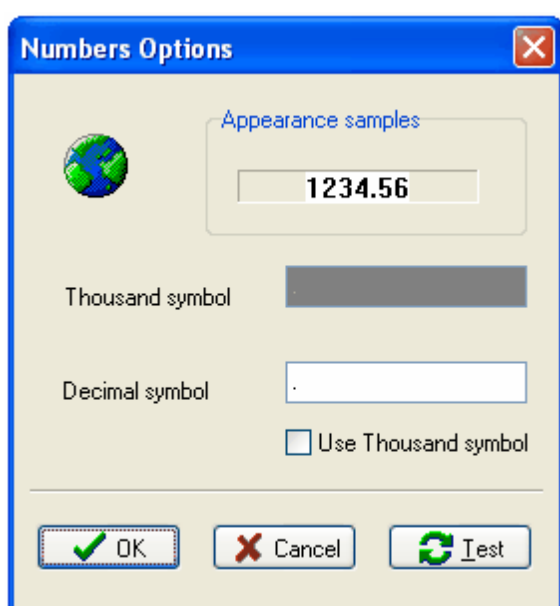 Numbers Options
Appearance samples
1234.56
Thousand symbol
.
Decimal symbol
.
Use Thousand symbol
OK
Cancel
Test